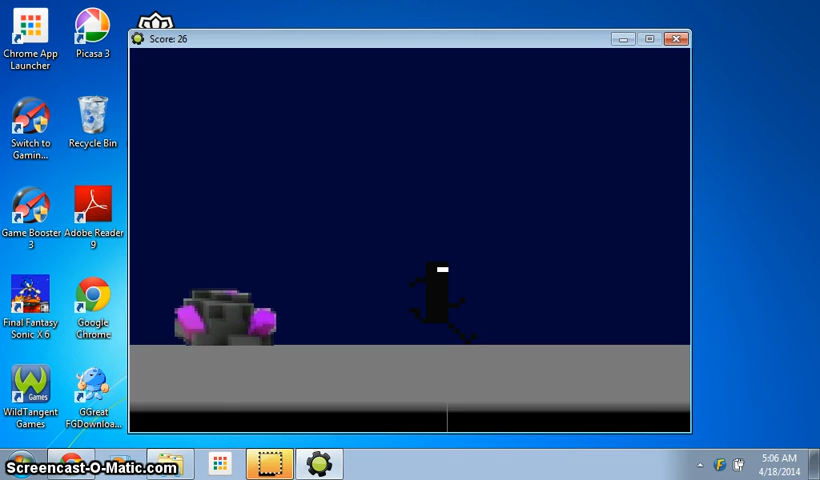 Score: 26
Chrome App
Launcher
Picasa 3
Switch to
Gamin...
Recycle Bin
Game Booster
3
Adobe Reader
9
Final Fantasy
Sonic X 6
Google
Chrome
W
Games
WildTangent
Games
GGreat
FGDownloa...
Screencast-O-Matic.com
5:06 AM
4/18/2014